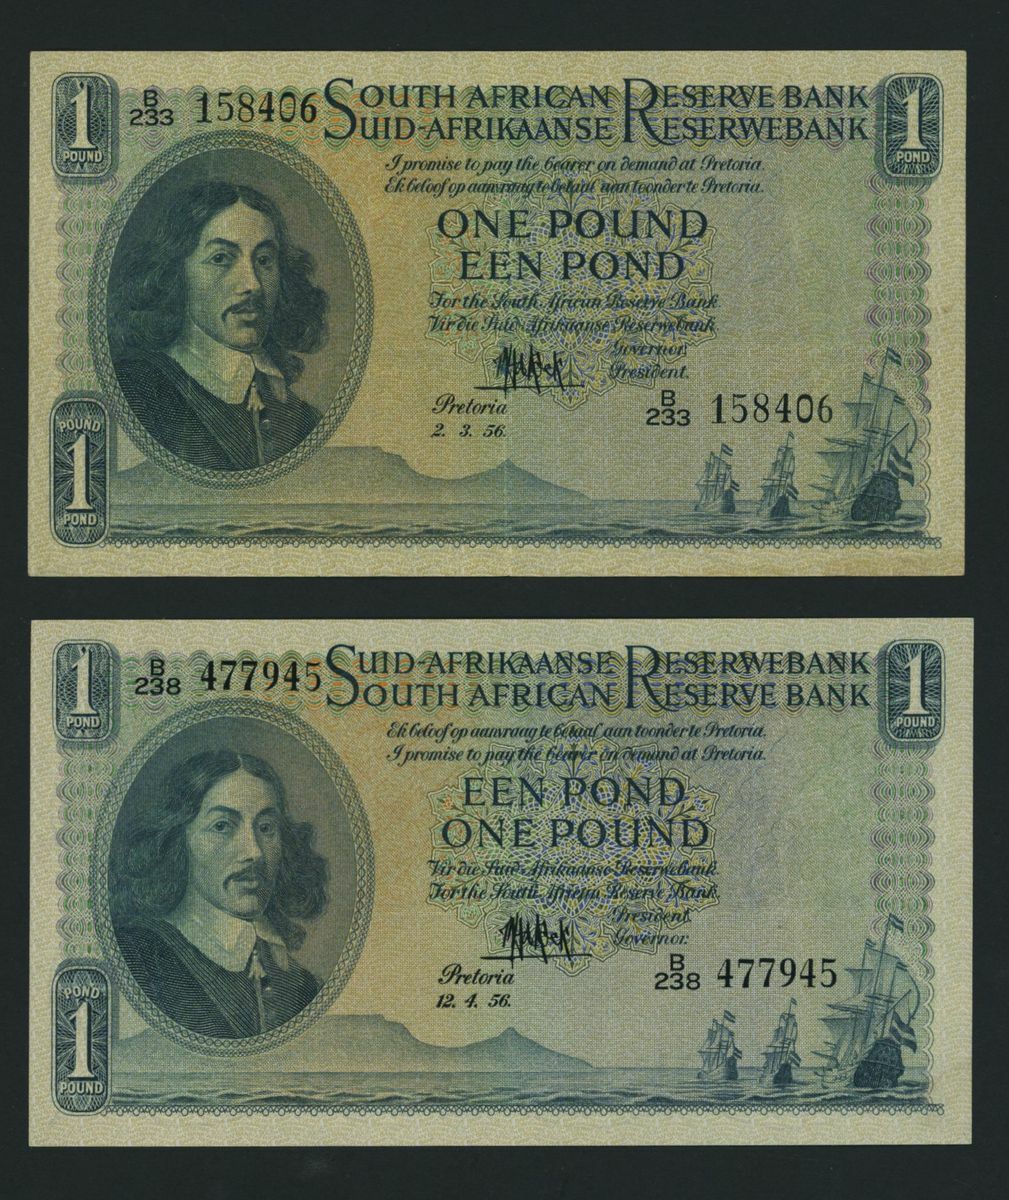 1
POUND
B
233 158406
SOUTH AFRICAN RESERVE BANK
SUID-AFRIKAANSE RESERWEBANK
1
POND
I promise to pay the bearer on demand at Pretoria.
Ek beloof op aanvraag te betaal aan toonder te Pretoria.
ONE POUND
EEN POND
For the South African Reserve Bank
Vir die Suid-Afrikaanse Reserwebank
Governor.
President.
Pretoria
2. 3. 56.
B
233 158406
POUND
1
POND
1
POND
B
238 477945
SUID-AFRIKAANSE RESERWEBANK
SOUTH AFRICAN RESERVE BANK
1
POUND
Ek beloof op aanvraag te betaal aan toonder te Pretoria.
I promise to pay the bearer on demand at Pretoria.
EEN POND
ONE POUND
Vir die Suid-Afrikaanse Reserwebank
For the South African Reserve Bank
President.
Governor.
Pretoria
12. 4. 56.
B
238 477945
POND
1
POUND